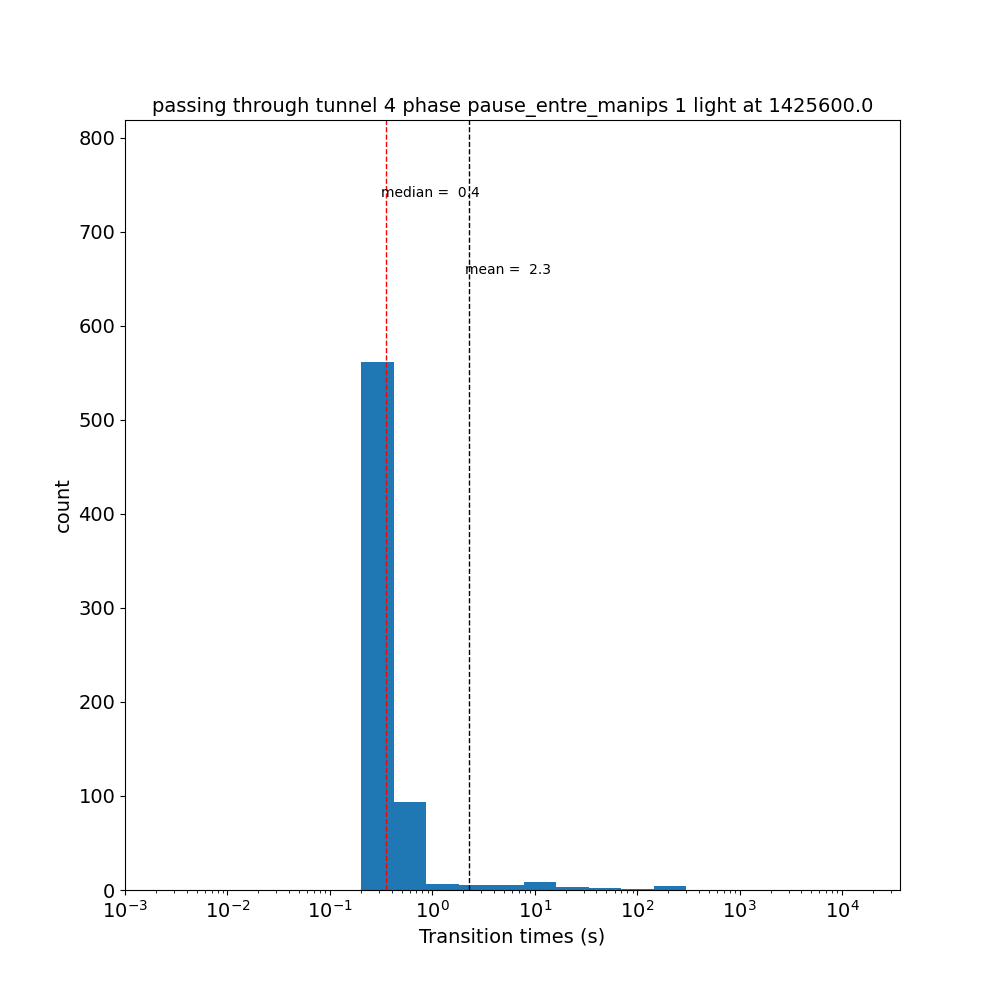 passing through tunnel 4 phase pause_entre_manips 1 light at 1425600.0
800
median =  0.4
700
mean =  2.3
600
500
count
400
300
200
100
0
10⁻³ 10⁻² 10⁻¹ 10⁰ 10¹ 10² 10³ 10⁴
Transition times (s)